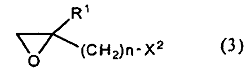 R¹
(CH₂)n-X² (3)
O